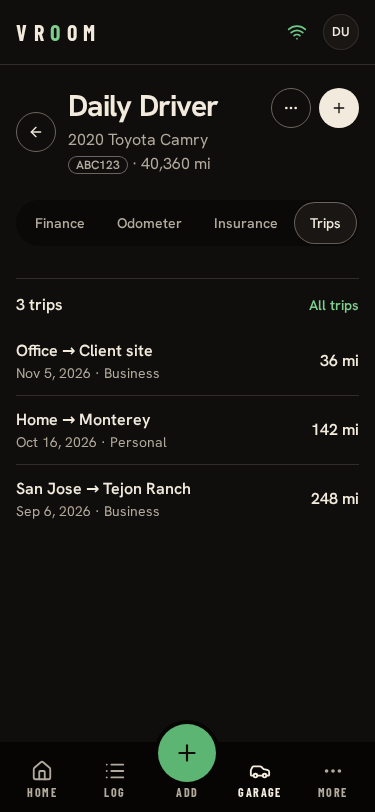 VROOM
DU
Daily Driver
2020 Toyota Camry
ABC123 · 40,360 mi
Finance Odometer Insurance Trips
3 trips All trips
Office → Client site
Nov 5, 2026 · Business
36 mi
Home → Monterey
Oct 16, 2026 · Personal
142 mi
San Jose → Tejon Ranch
Sep 6, 2026 · Business
248 mi
HOME LOG ADD GARAGE MORE